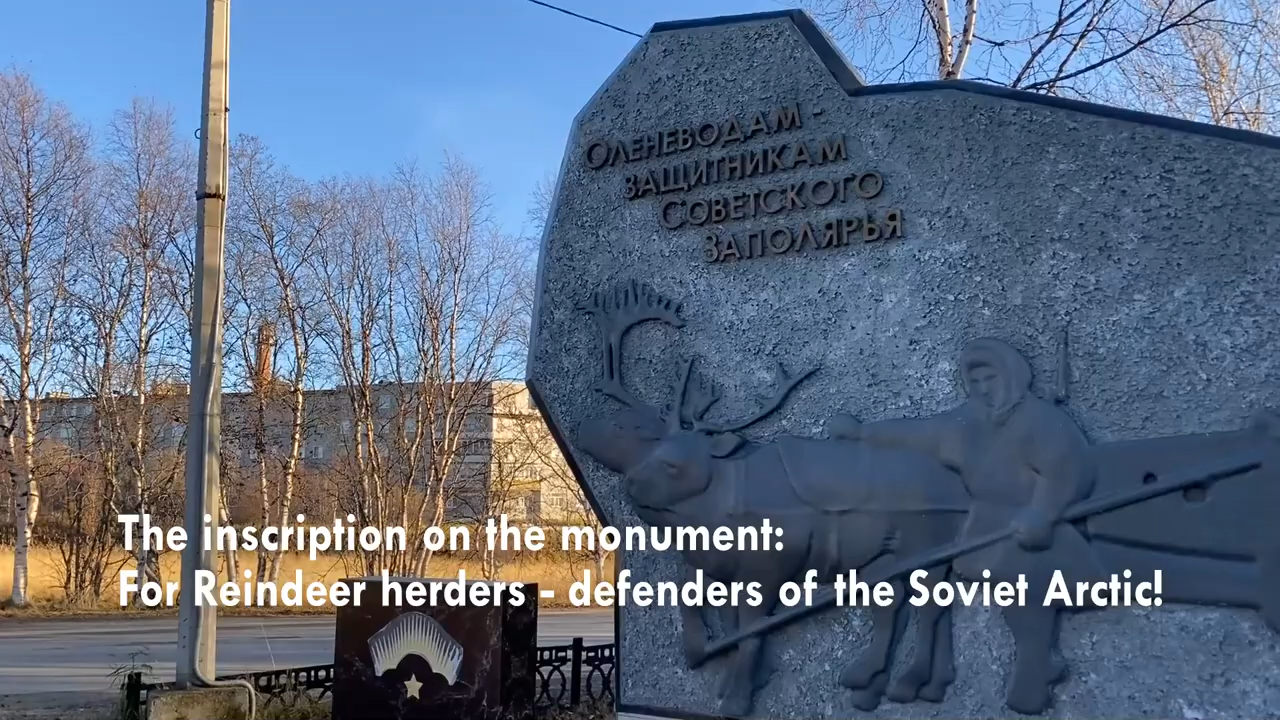 Оленеводам -
защитникам
Советского
Заполярья
The inscription on the monument:
For Reindeer herders - defenders of the Soviet Arctic!